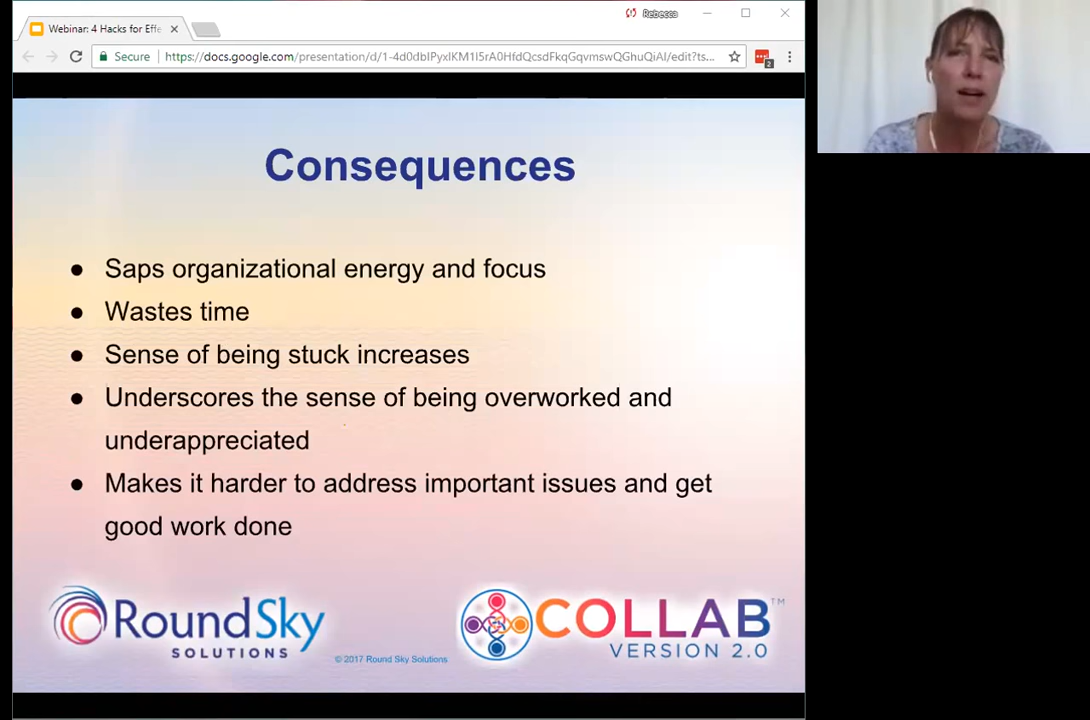 Rebecca
Webinar: 4 Hacks for Effe
Secure https://docs.google.com/presentation/d/1-4d0dbIPyxIKM1I5rA0HfdQcsdFkqGqvmswQGhuQiAI/edit?ts...
2
Consequences
● Saps organizational energy and focus
● Wastes time
● Sense of being stuck increases
● Underscores the sense of being overworked and
underappreciated
● Makes it harder to address important issues and get
good work done
RoundSky
SOLUTIONS
© 2017 Round Sky Solutions
COLLAB™
VERSION 2.0